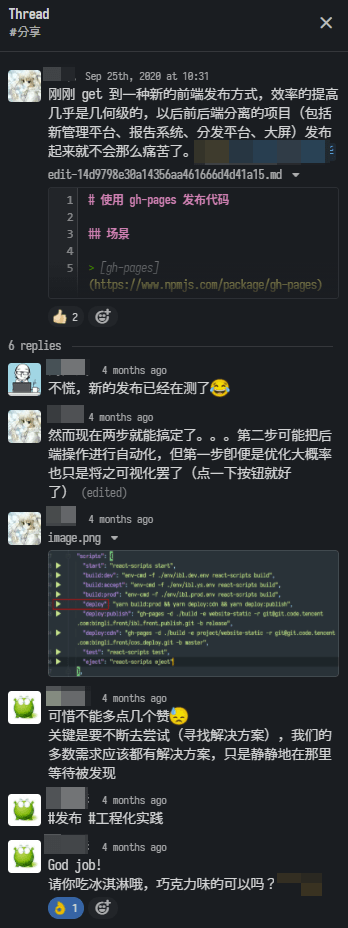 Thread
#分享
Sep 25th, 2020 at 10:31
刚刚 get 到一种新的前端发布方式，效率的提高
几乎是几何级的，以后前后端分离的项目（包括
新管理平台、报告系统、分发平台、大屏）发布
起来就不会那么痛苦了。
edit-14d9798e30a14356aa461666d4d41a15.md
1 # 使用 gh-pages 发布代码
2
3 ## 场景
4
5 > [gh-pages]
(https://www.npmjs.com/package/gh-pages)
👍 2
6 replies
4 months ago
不慌，新的发布已经在测了😂
4 months ago
然而现在两步就能搞定了。。。第二步可能把后
端操作进行自动化，但第一步即便是优化大概率
也只是将之可视化罢了（点一下按钮就好
了） (edited)
4 months ago
image.png
"scripts": {
"start": "react-scripts start",
"build:dev": "env-cmd -f ./env/ibl.dev.env react-scripts build",
"build:accept": "env-cmd -f ./env/ibl.ys.env react-scripts build",
"build:prod": "env-cmd -f ./env/ibl.prod.env react-scripts build",
"deploy": "yarn build:prod && yarn deploy:cdn && yarn deploy:publish",
"deploy:publish": "gh-pages -d ./build -e website-static -r git@git.code.tencent
.com:bingli.front/ibl.front.publish.git -b release",
"deploy:cdn": "gh-pages -d ./build -e project/website-static -r git@git.code.tencent
.com:bingli.front/cos.deploy.git -b master",
"test": "react-scripts test",
"eject": "react-scripts eject"
},
4 months ago
可惜不能多点几个赞😓
关键是要不断去尝试（寻找解决方案），我们的
多数需求应该都有解决方案，只是静静地在那里
等待被发现
4 months ago
#发布 #工程化实践
4 months ago
God job!
请你吃冰淇淋哦，巧克力味的可以吗？
👌 1